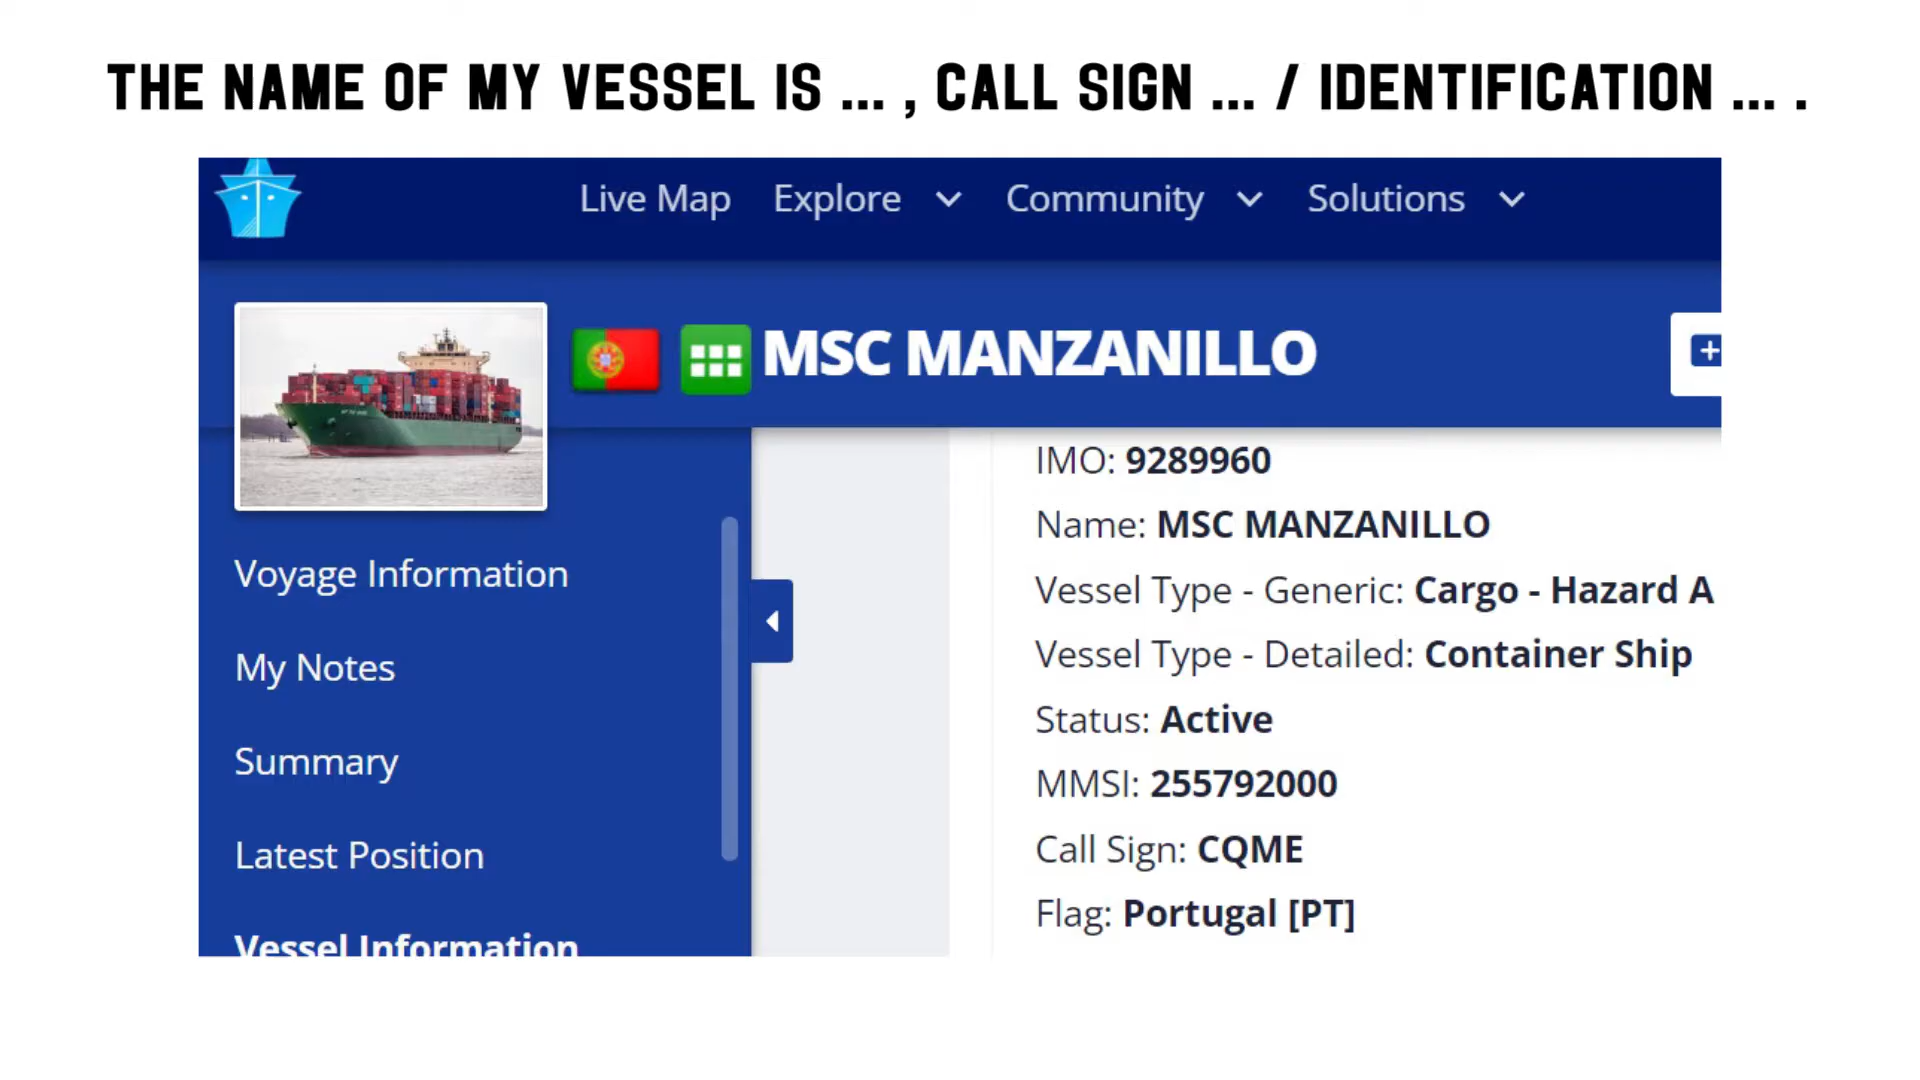 THE NAME OF MY VESSEL IS ... , CALL SIGN ... / IDENTIFICATION ... .
Live Map Explore Community Solutions
MSC MANZANILLO
IMO: 9289960
Name: MSC MANZANILLO
Vessel Type - Generic: Cargo - Hazard A
Vessel Type - Detailed: Container Ship
Status: Active
MMSI: 255792000
Call Sign: CQME
Flag: Portugal [PT]
Voyage Information
My Notes
Summary
Latest Position
Vessel Information